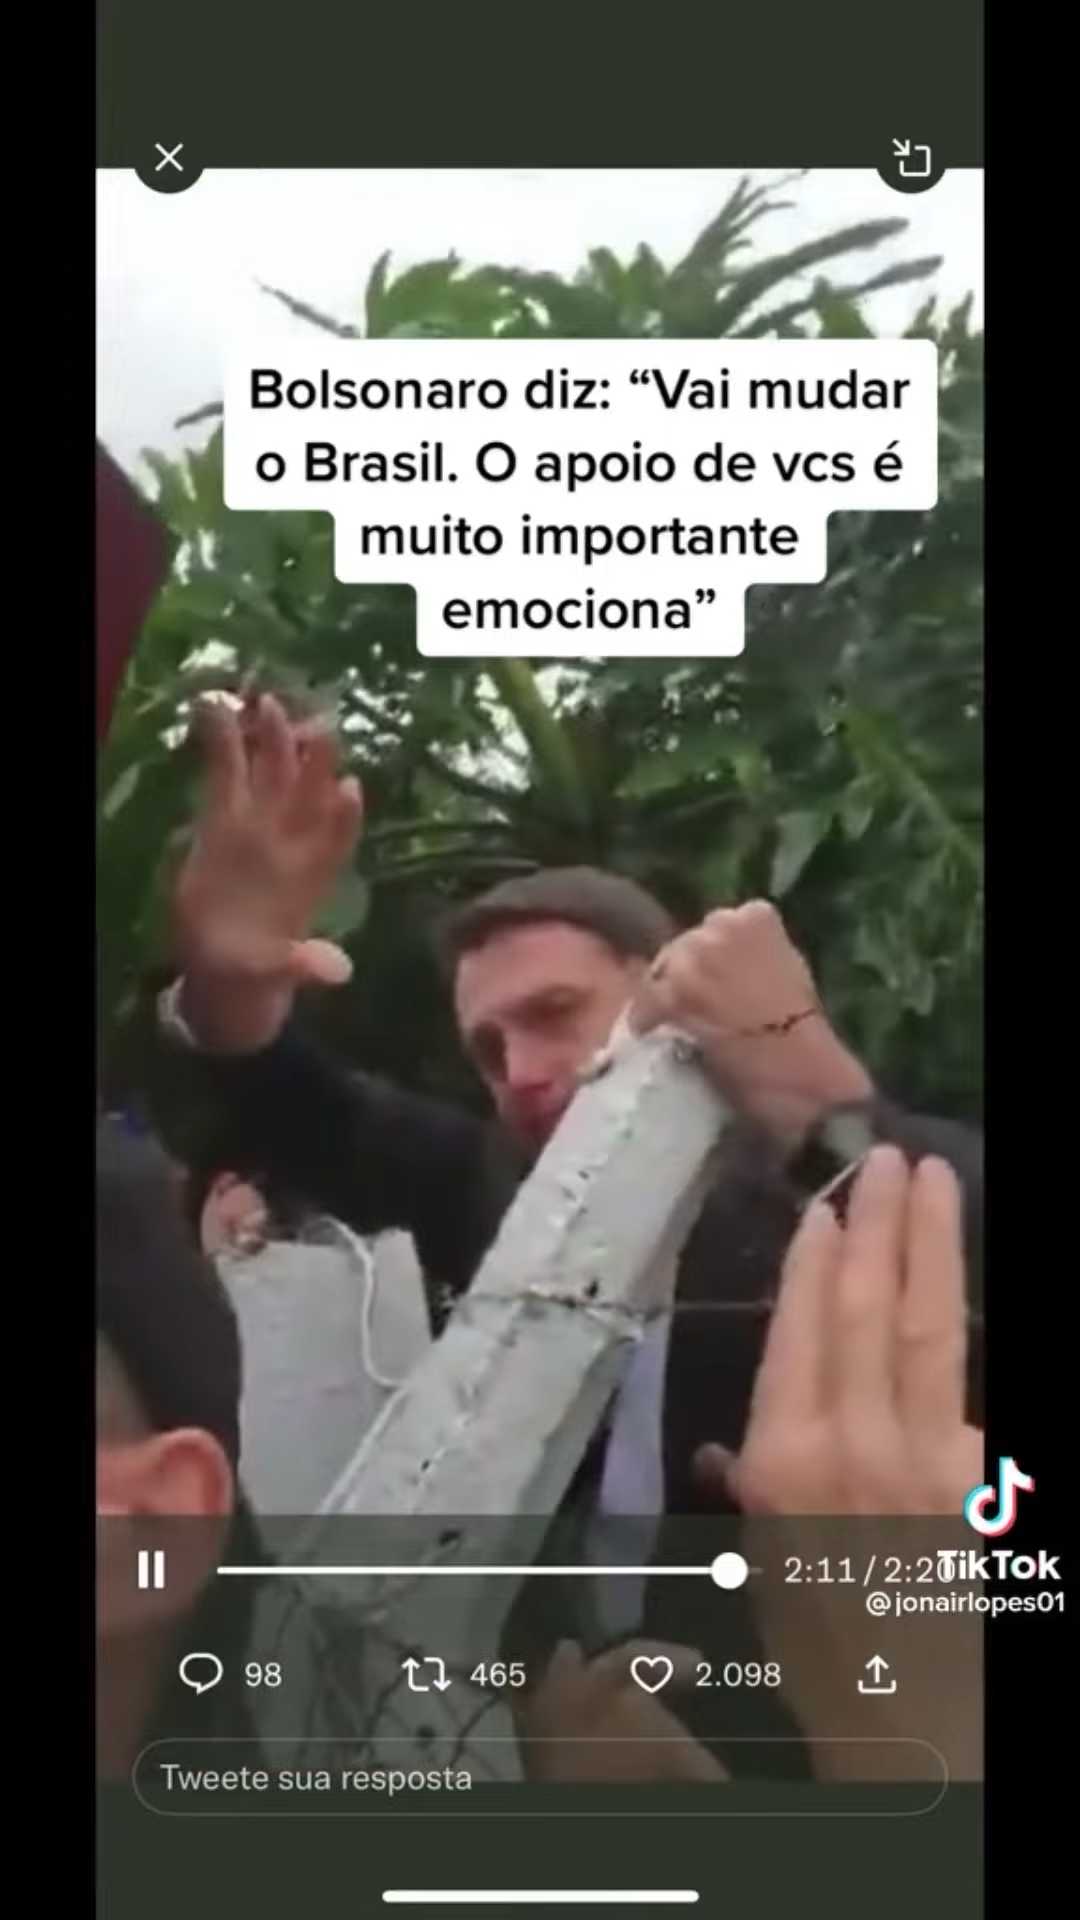 Bolsonaro diz: “Vai mudar
o Brasil. O apoio de vcs é
muito importante
emociona”
2:11 / 2:20
TikTok
@jonairlopes01
98
465
2.098
Tweete sua resposta